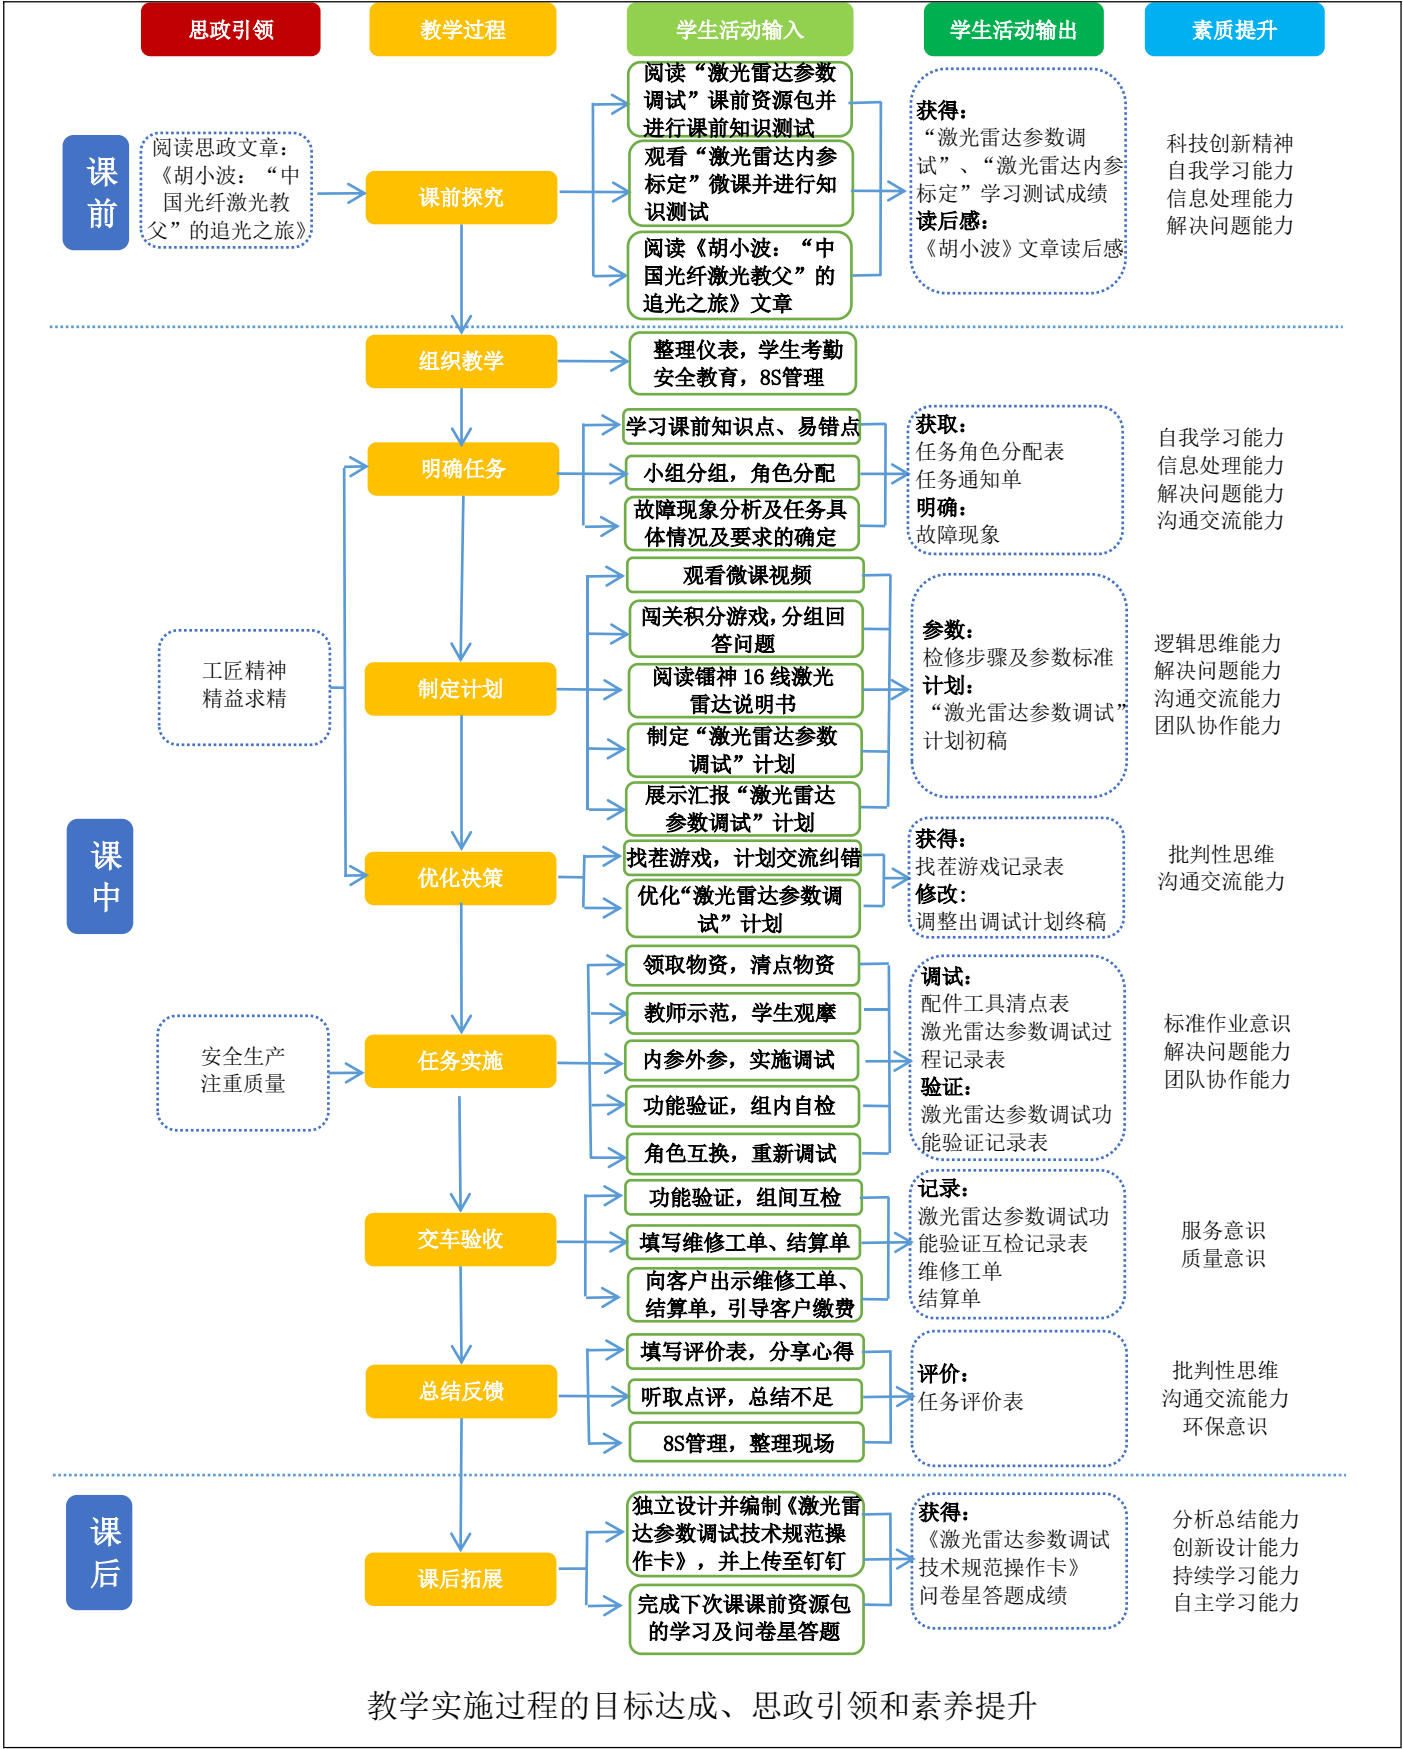 思政引领
教学过程
学生活动输入
学生活动输出
素质提升
课
前
阅读思政文章：
《胡小波：“中
国光纤激光教
父”的追光之旅》
课前探究
阅读“激光雷达参数
调试”课前资源包并
进行课前知识测试
观看“激光雷达内参
标定”微课并进行知
识测试
阅读《胡小波：“中
国光纤激光教父”的
追光之旅》文章
获得：
“激光雷达参数调
试”、“激光雷达内参
标定”学习测试成绩
读后感：
《胡小波》文章读后感
科技创新精神
自我学习能力
信息处理能力
解决问题能力
课
中
组织教学
整理仪表，学生考勤
安全教育，8S管理
明确任务
学习课前知识点、易错点
小组分组，角色分配
故障现象分析及任务具
体情况及要求的确定
获取：
任务角色分配表
任务通知单
明确：
故障现象
自我学习能力
信息处理能力
解决问题能力
沟通交流能力
工匠精神
精益求精
制定计划
观看微课视频
闯关积分游戏，分组回
答问题
阅读镭神 16 线激光
雷达说明书
制定“激光雷达参数
调试”计划
展示汇报“激光雷达
参数调试”计划
参数：
检修步骤及参数标准
计划：
“激光雷达参数调试”
计划初稿
逻辑思维能力
解决问题能力
沟通交流能力
团队协作能力
优化决策
找茬游戏，计划交流纠错
优化“激光雷达参数调
试”计划
获得：
找茬游戏记录表
修改：
调整出调试计划终稿
批判性思维
沟通交流能力
安全生产
注重质量
任务实施
领取物资，清点物资
教师示范，学生观摩
内参外参，实施调试
功能验证，组内自检
角色互换，重新调试
调试：
配件工具清点表
激光雷达参数调试过
程记录表
验证：
激光雷达参数调试功
能验证记录表
标准作业意识
解决问题能力
团队协作能力
交车验收
功能验证，组间互检
填写维修工单、结算单
向客户出示维修工单、
结算单，引导客户缴费
记录：
激光雷达参数调试功
能验证互检记录表
维修工单
结算单
服务意识
质量意识
总结反馈
填写评价表，分享心得
听取点评，总结不足
8S管理，整理现场
评价：
任务评价表
批判性思维
沟通交流能力
环保意识
课
后
课后拓展
独立设计并编制《激光雷
达参数调试技术规范操
作卡》，并上传至钉钉
完成下次课课前资源包
的学习及问卷星答题
获得：
《激光雷达参数调试
技术规范操作卡》
问卷星答题成绩
分析总结能力
创新设计能力
持续学习能力
自主学习能力
教学实施过程的目标达成、思政引领和素养提升